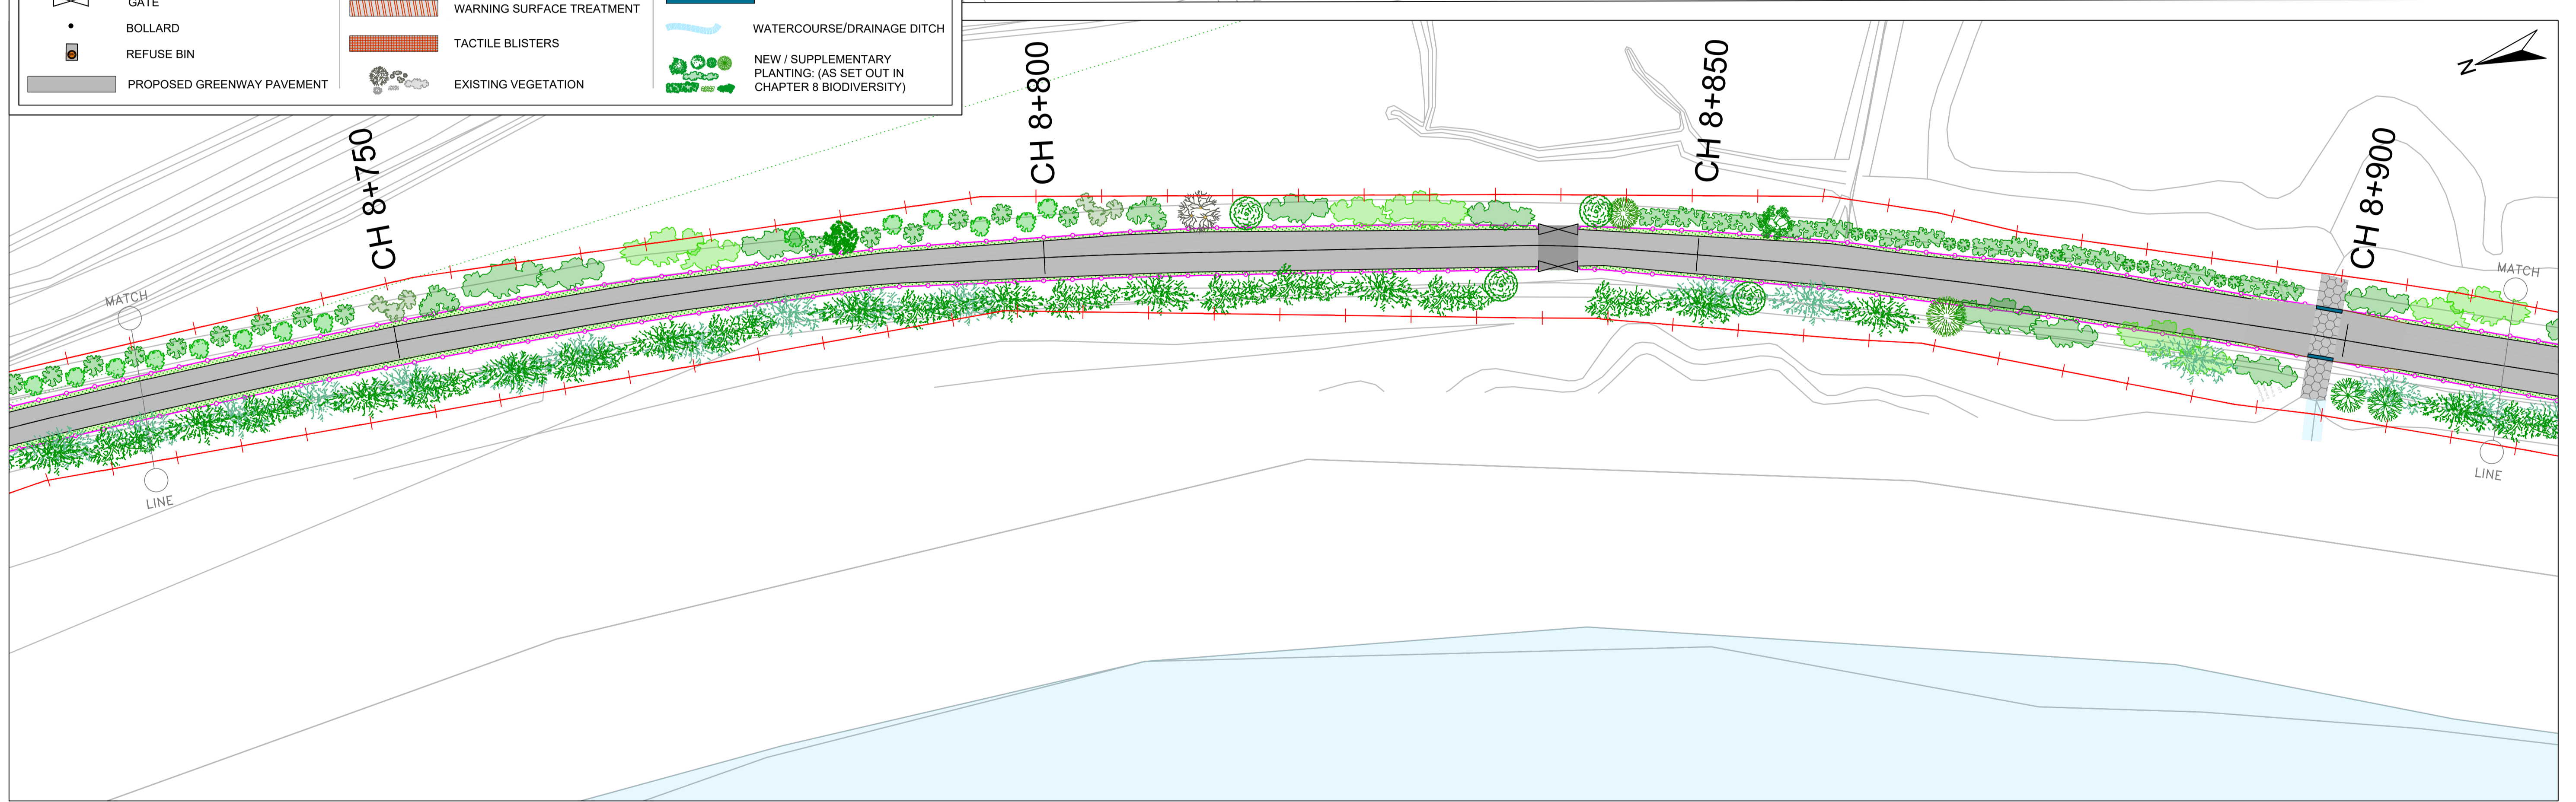 GATE
BOLLARD
REFUSE BIN
PROPOSED GREENWAY PAVEMENT
WARNING SURFACE TREATMENT
TACTILE BLISTERS
EXISTING VEGETATION
WATERCOURSE/DRAINAGE DITCH
NEW / SUPPLEMENTARY
PLANTING: (AS SET OUT IN
CHAPTER 8 BIODIVERSITY)
CH 8+750
CH 8+800
CH 8+850
CH 8+900
N
MATCH
LINE
MATCH
LINE